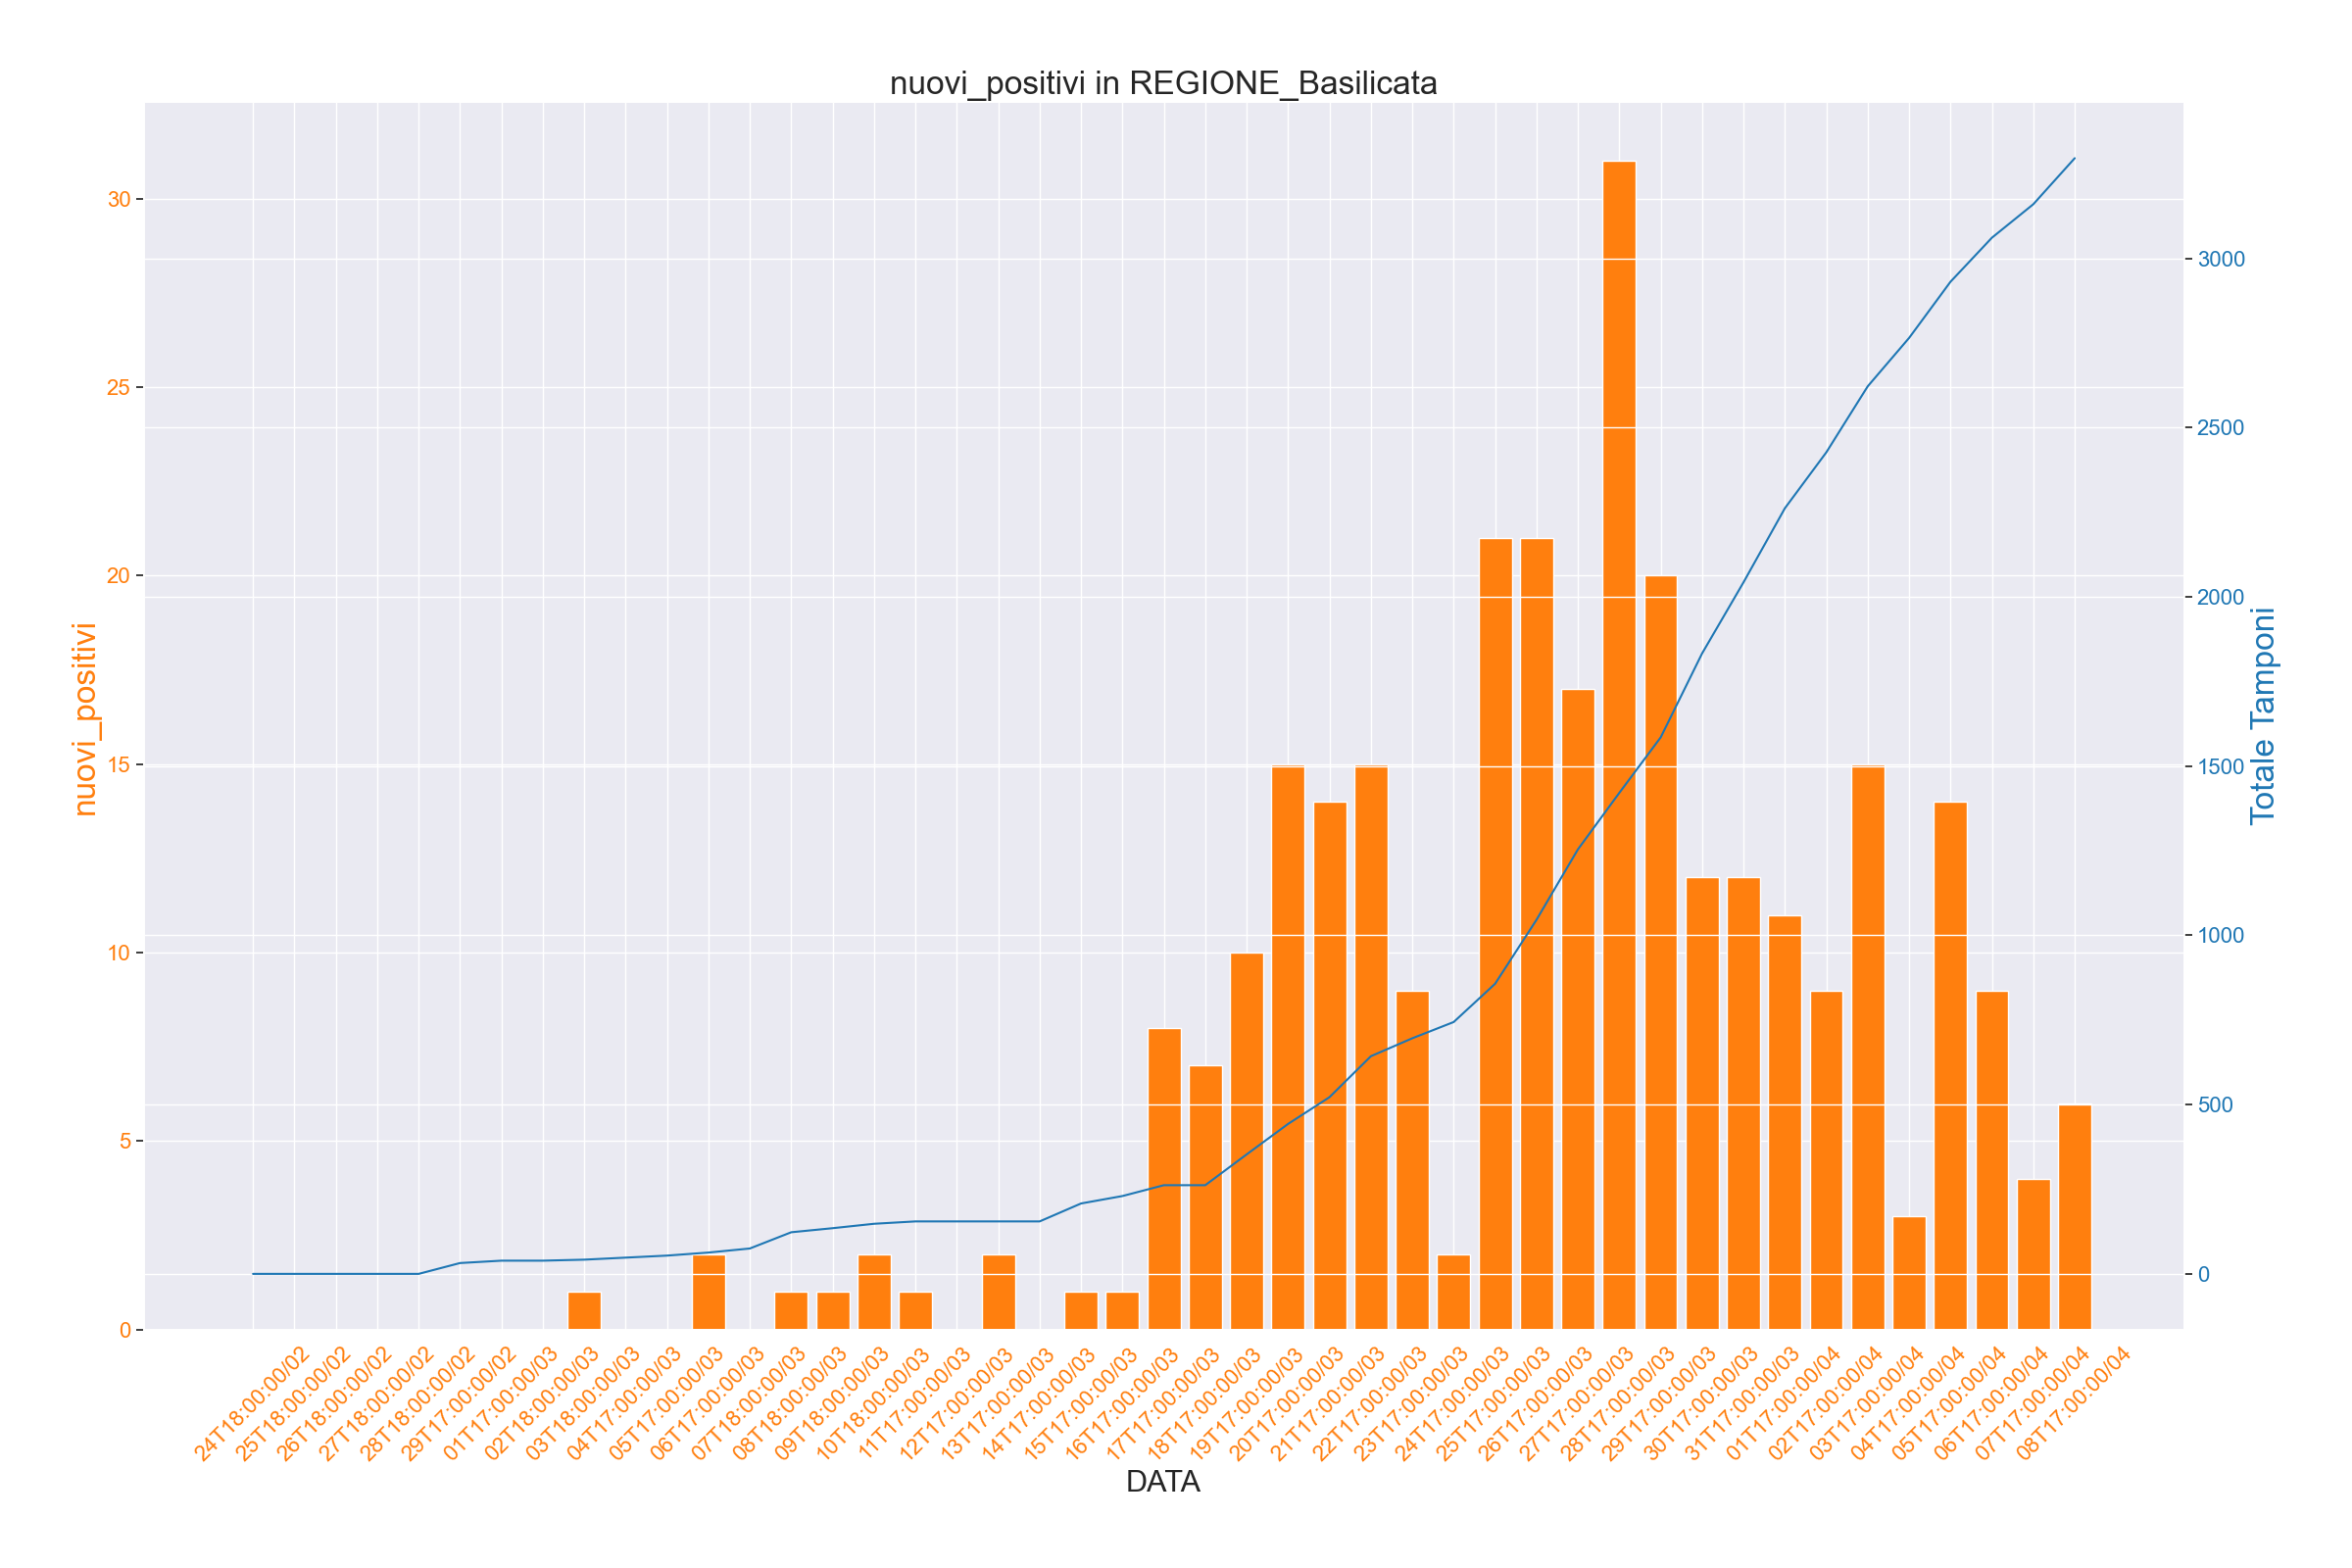 nuovi_positivi in REGIONE_Basilicata
30
25
20
15
10
5
0
nuovi_positivi
3000
2500
2000
1500
1000
500
0
Totale Tamponi
24T18:00:00/02
25T18:00:00/02
26T18:00:00/02
27T18:00:00/02
28T18:00:00/02
29T17:00:00/02
01T17:00:00/03
02T18:00:00/03
03T18:00:00/03
04T17:00:00/03
05T17:00:00/03
06T17:00:00/03
07T18:00:00/03
08T18:00:00/03
09T18:00:00/03
10T18:00:00/03
11T17:00:00/03
12T17:00:00/03
13T17:00:00/03
14T17:00:00/03
15T17:00:00/03
16T17:00:00/03
17T17:00:00/03
18T17:00:00/03
19T17:00:00/03
20T17:00:00/03
21T17:00:00/03
22T17:00:00/03
23T17:00:00/03
24T17:00:00/03
25T17:00:00/03
26T17:00:00/03
27T17:00:00/03
28T17:00:00/03
29T17:00:00/03
30T17:00:00/03
31T17:00:00/03
01T17:00:00/04
02T17:00:00/04
03T17:00:00/04
04T17:00:00/04
05T17:00:00/04
06T17:00:00/04
07T17:00:00/04
08T17:00:00/04
DATA